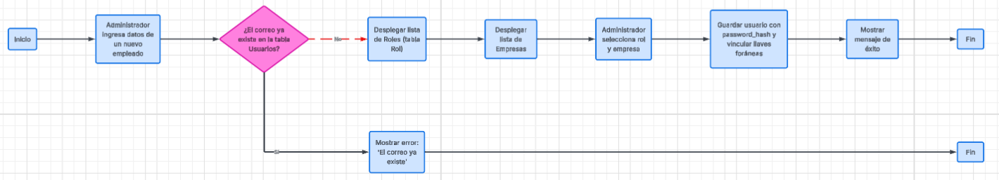 Inicio
Administrador
ingresa datos de
un nuevo
empleado
¿El correo ya
existe en la tabla
Usuarios?
No
Desplegar lista
de Roles (tabla
Rol)
Desplegar
lista de
Empresas
Administrador
selecciona rol
y empresa
Guardar usuario con
password_hash y
vincular llaves
foráneas
Mostrar
mensaje de
éxito
Fin
Sí
Mostrar error:
'El correo ya
existe'
Fin